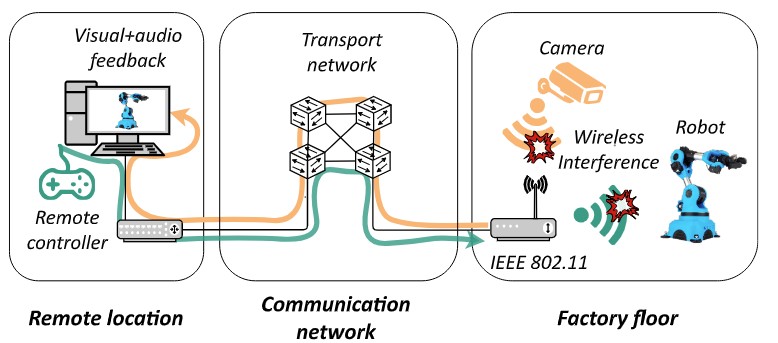 Visual+audio
feedback
Remote
controller
Remote location
Transport
network
Communication
network
Camera
Wireless
Interference
Robot
IEEE 802.11
Factory floor